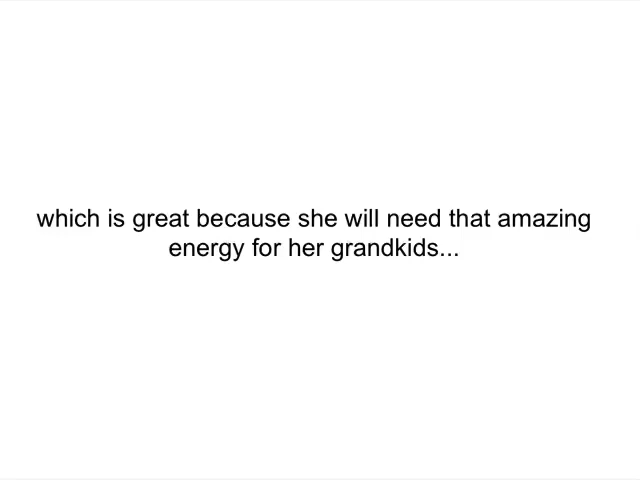 which is great because she will need that amazing
energy for her grandkids...